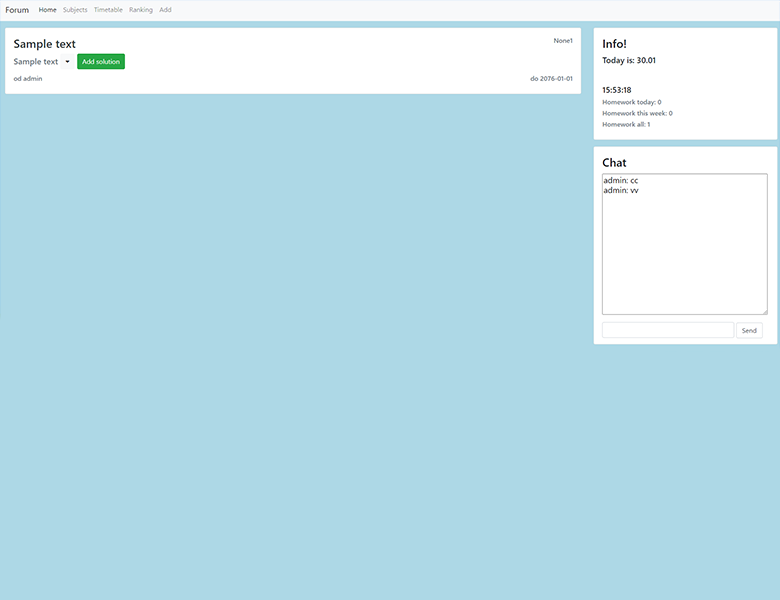 Forum Home Subjects Timetable Ranking Add
Sample text
None1
Sample text Add solution
od admin
do 2076-01-01
Info!
Today is: 30.01
15:53:18
Homework today: 0
Homework this week: 0
Homework all: 1
Chat
admin: cc
admin: vv
Send